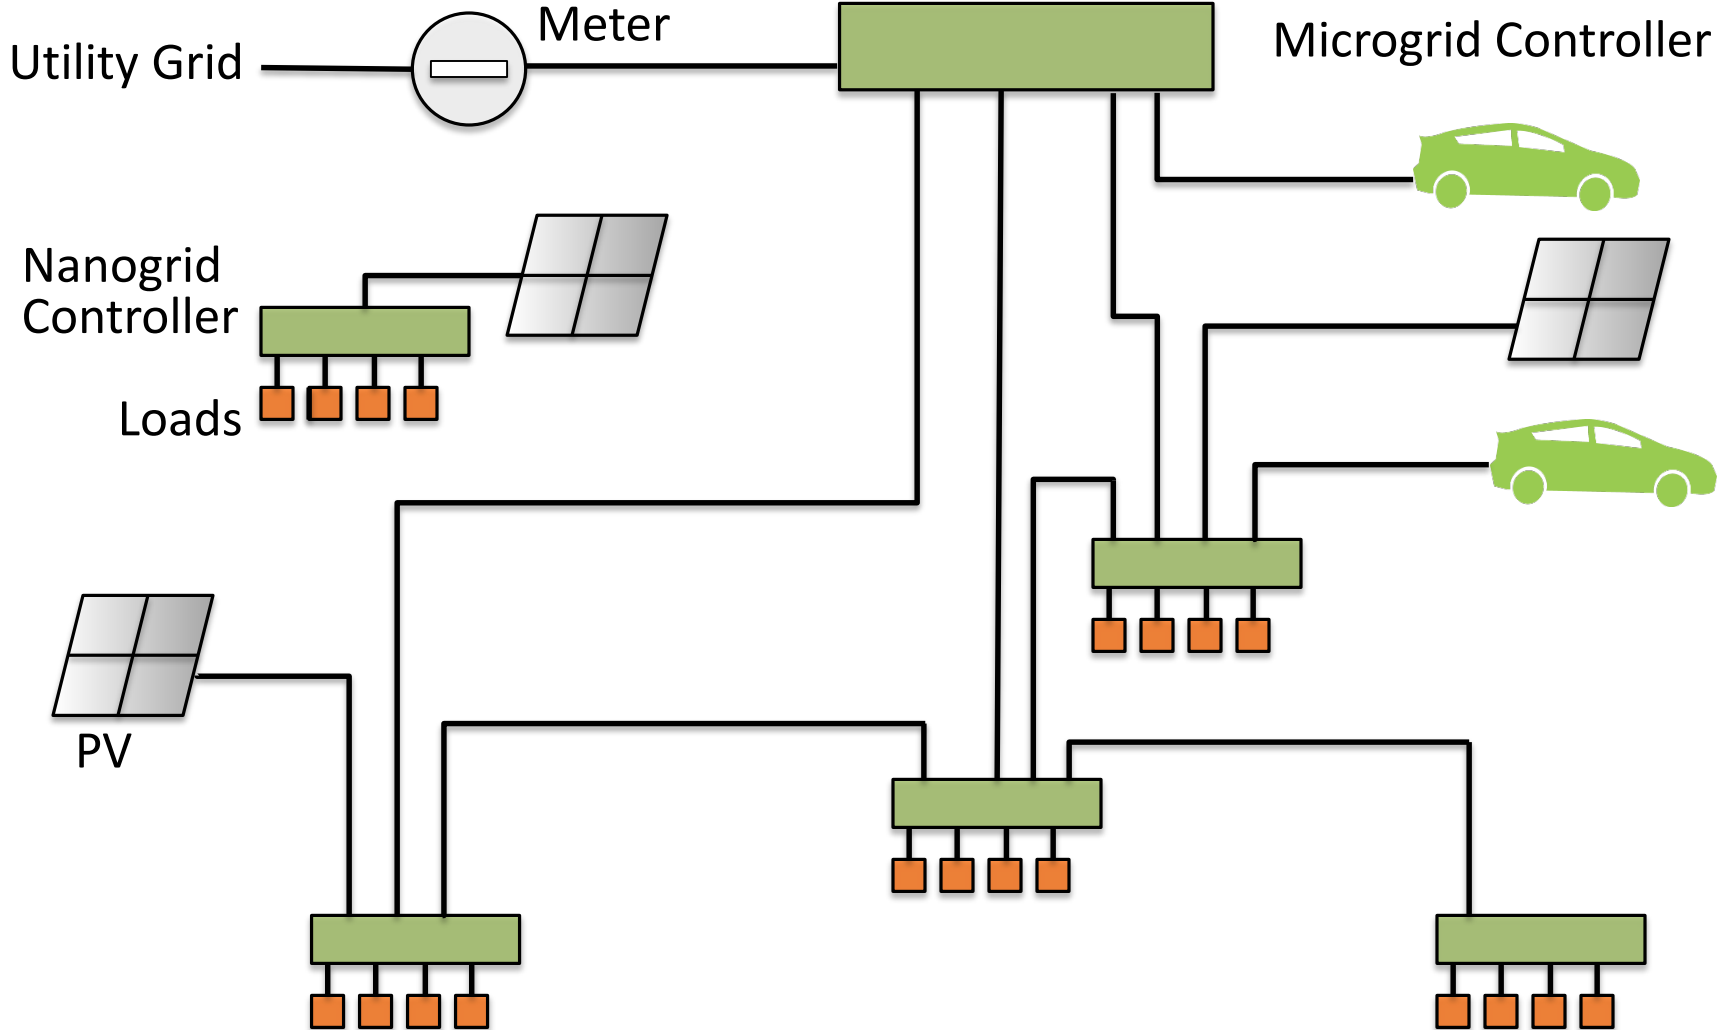 Meter
Utility Grid
Microgrid Controller
Nanogrid
Controller
Loads
PV